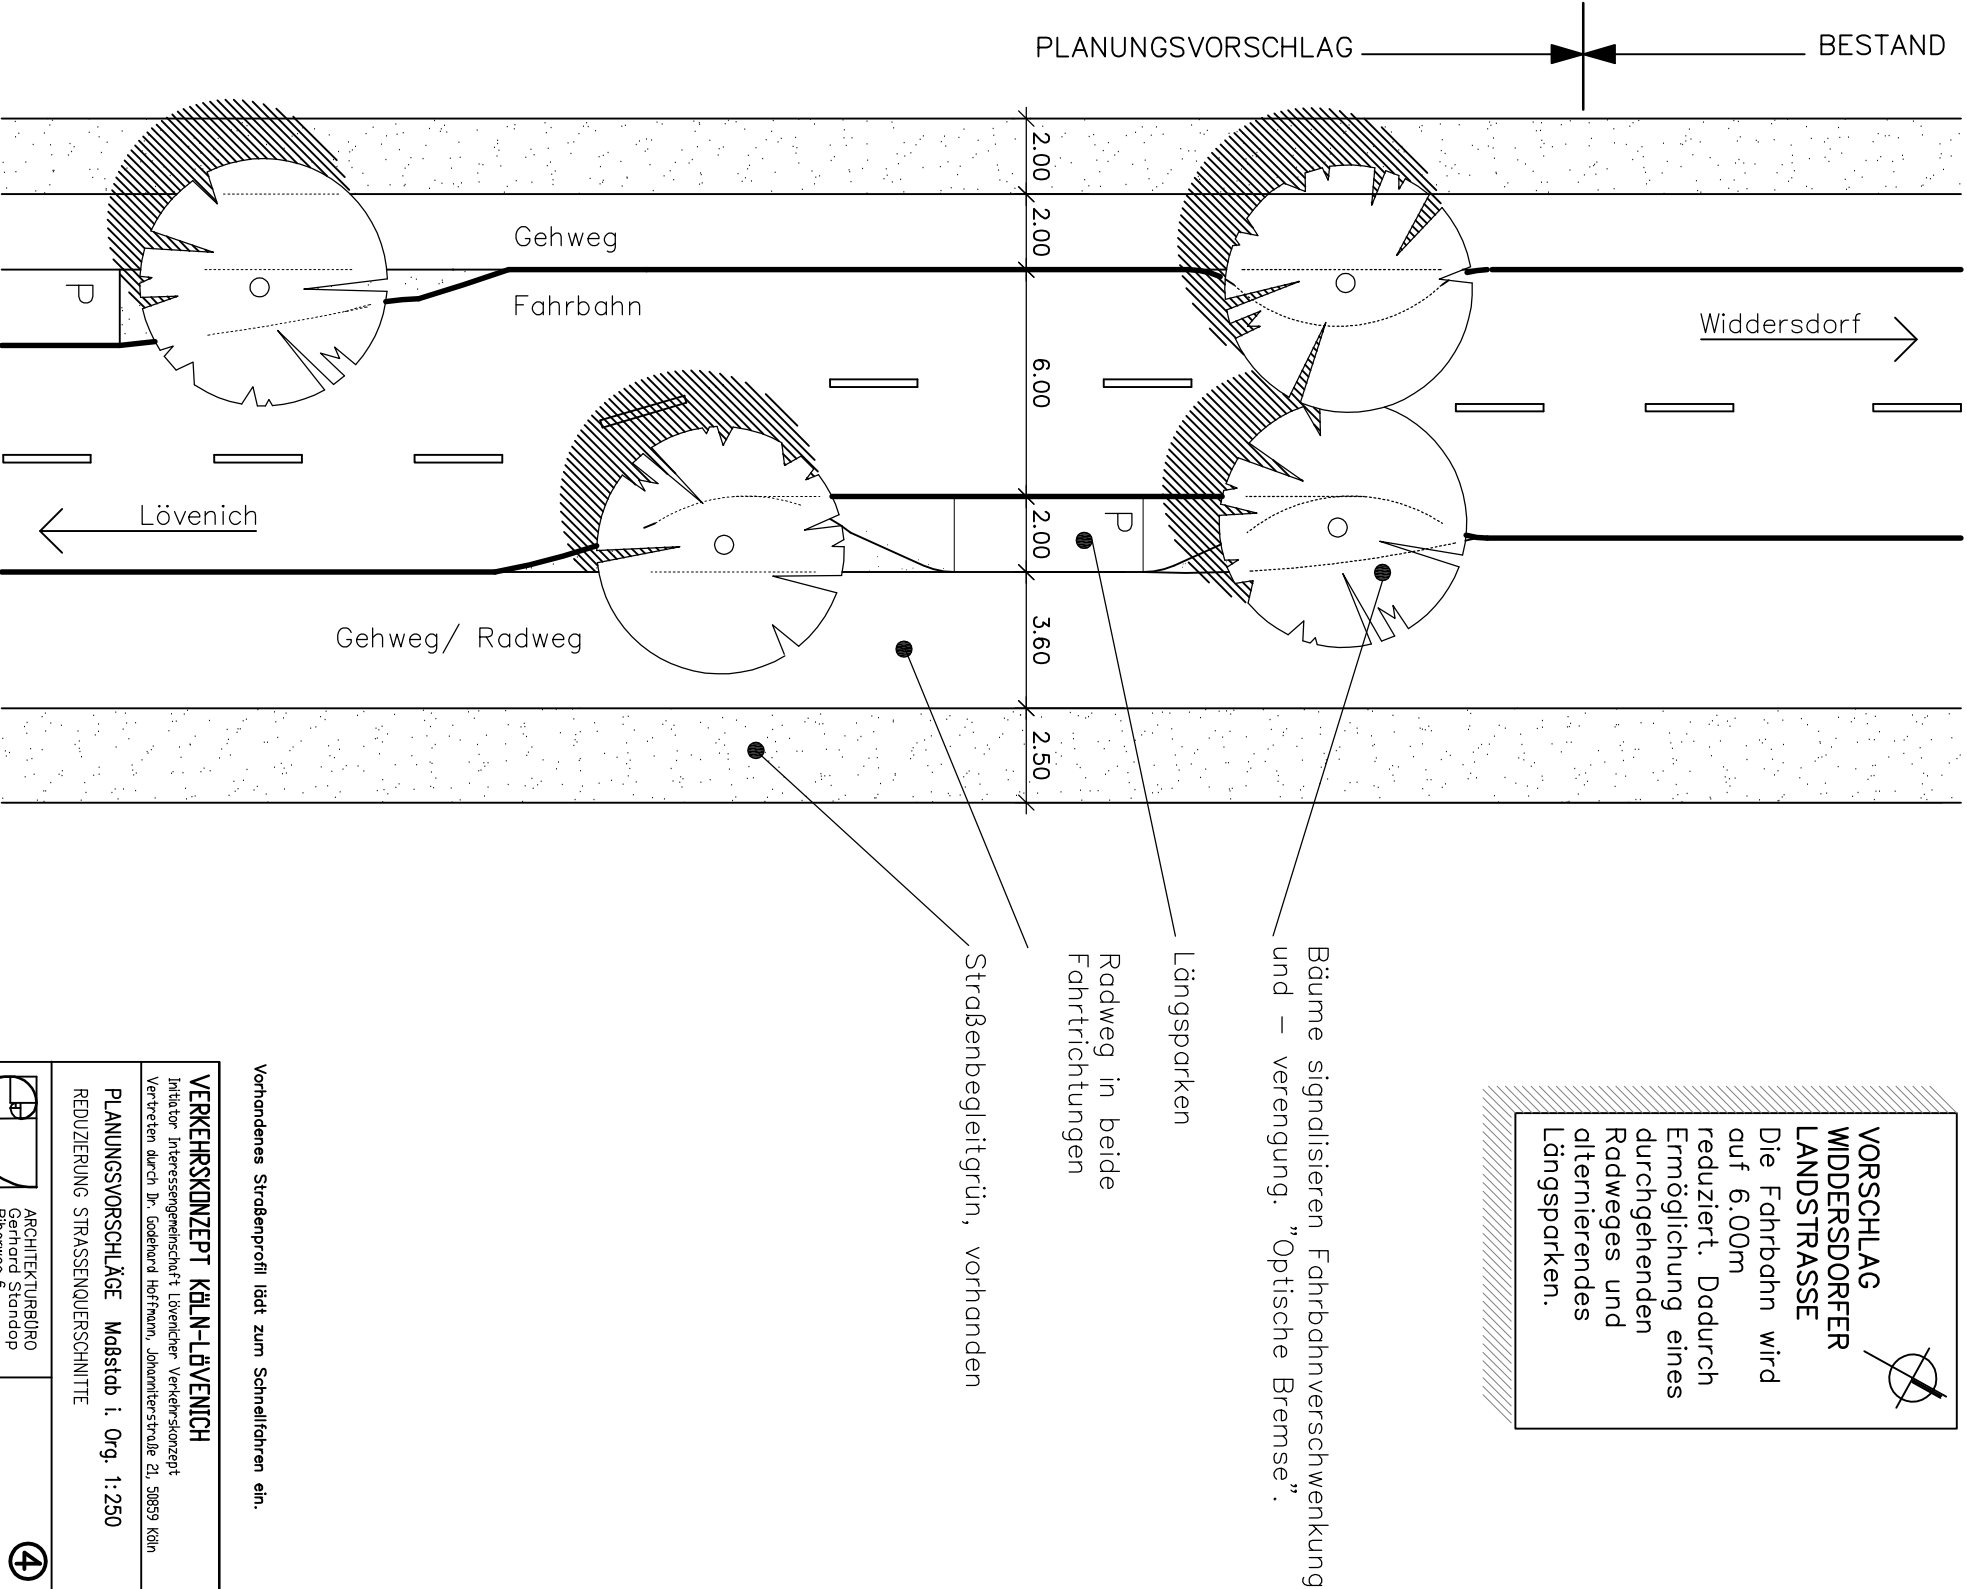 PLANUNGSVORSCHLAG
BESTAND
2.00
2.00
6.00
2.00
3.60
2.50
Gehweg
Fahrbahn
P
P
Widdersdorf
Lövenich
Gehweg/ Radweg
Bäume signalisieren Fahrbahnverschwenkung
und - verengung. "Optische Bremse".
Längsparken
Radweg in beide
Fahrtrichtungen
Straßenbegleitgrün, vorhanden
VORSCHLAG
WIDDERSDORFER
LANDSTRASSE
Die Fahrbahn wird
auf 6.00m
reduziert. Dadurch
Ermöglichung eines
durchgehenden
Radweges und
alternierendes
Längsparken.
Vorhandenes Straßenprofil lädt zum Schnellfahren ein.
VERKEHRSKONZEPT KÖLN-LÖVENICH
Initiator Interessengemeinschaft Lövenicher Verkehrskonzept
Vertreten durch Dr. Godehard Hoffmann, Johanniterstraße 21, 50859 Köln
PLANUNGSVORSCHLÄGE Maßstab i. Org. 1:250
REDUZIERUNG STRASSENQUERSCHNITTE
ARCHITEKTURBÜRO
Gerhard Standop
4